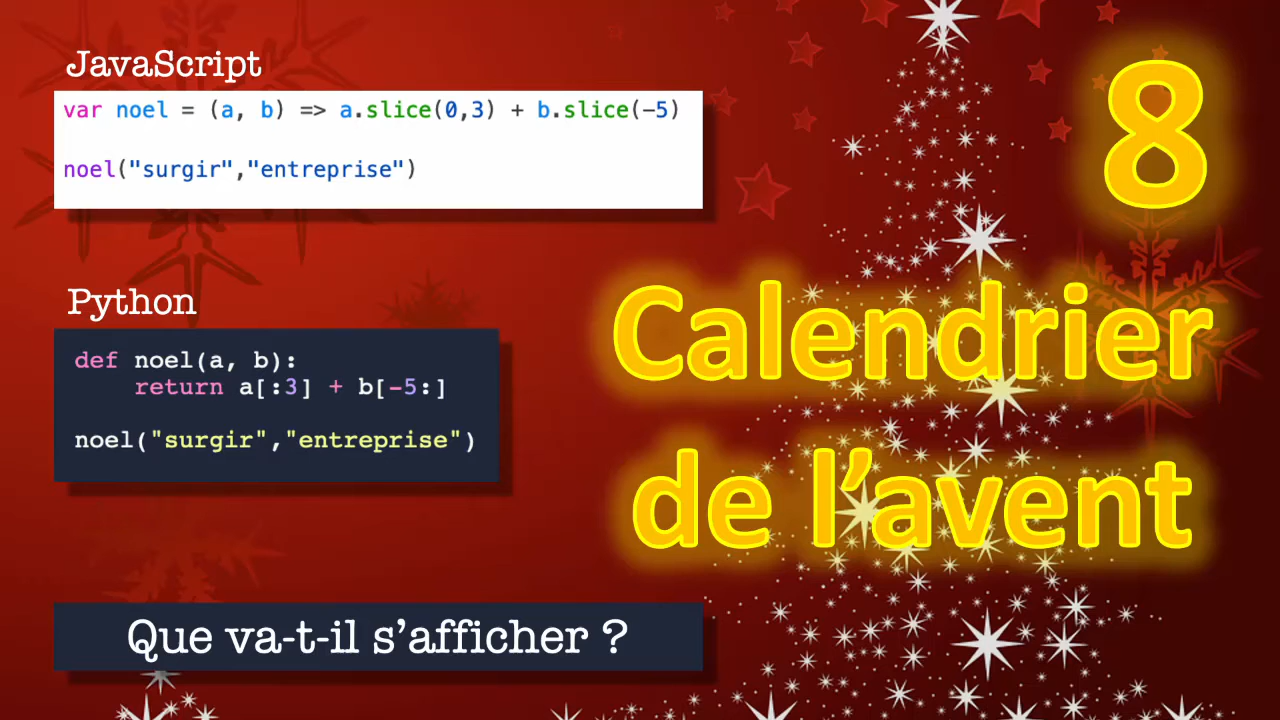 JavaScript
var noel = (a, b) => a.slice(0,3) + b.slice(-5)
noel("surgir","entreprise")
Python
def noel(a, b):
    return a[:3] + b[-5:]
noel("surgir","entreprise")
Que va-t-il s’afficher ?
8
Calendrier
de l’avent